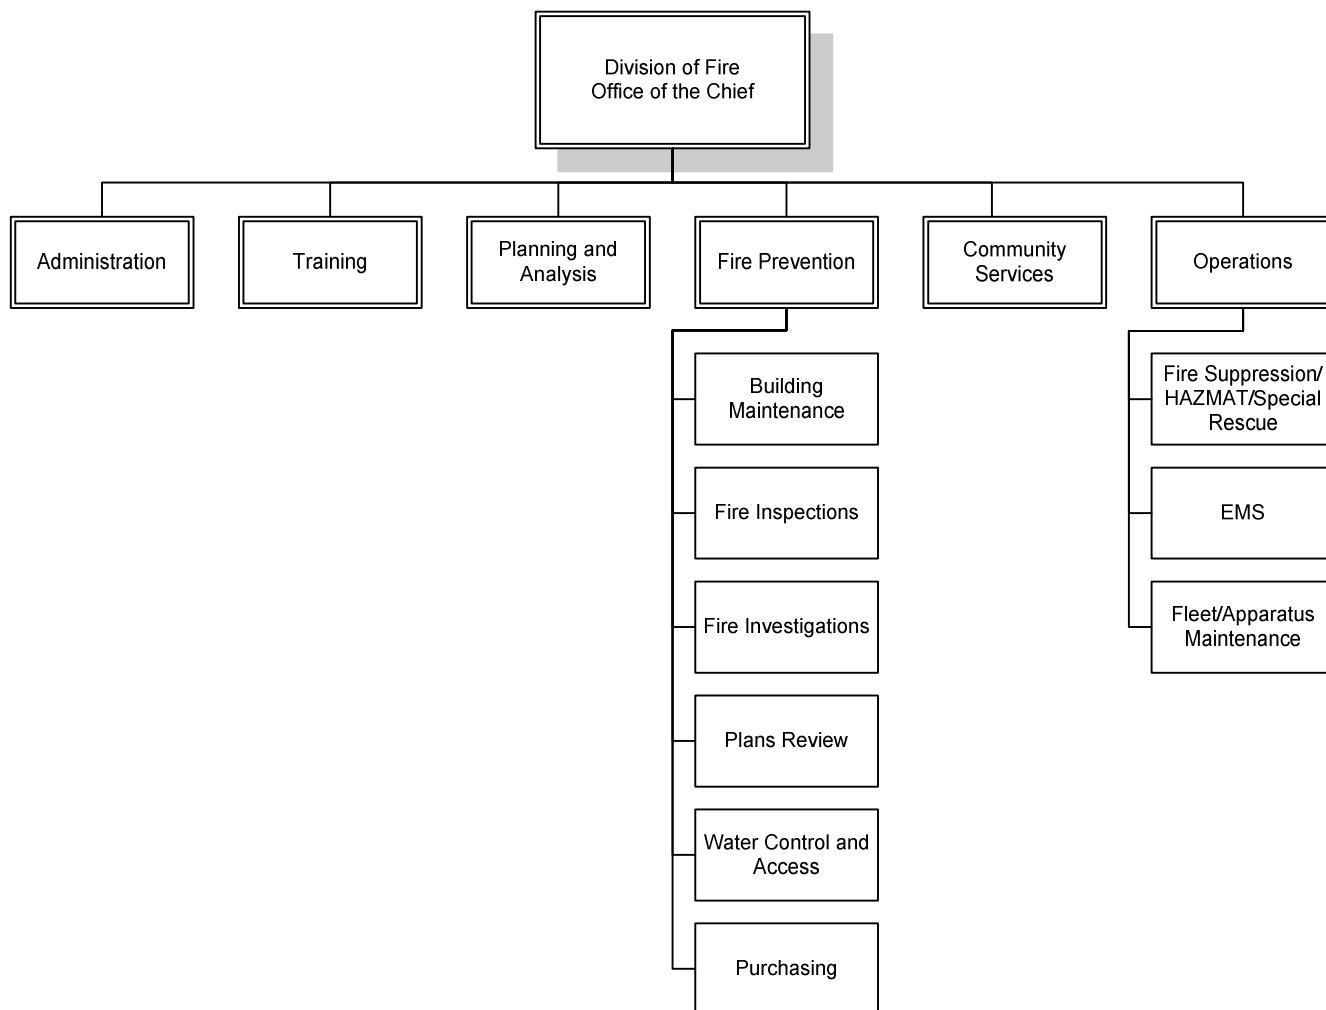 Division of Fire
Office of the Chief
Administration
Training
Planning and
Analysis
Fire Prevention
Community
Services
Operations
Building
Maintenance
Fire Inspections
Fire Investigations
Plans Review
Water Control and
Access
Purchasing
Fire Suppression/
HAZMAT/Special
Rescue
EMS
Fleet/Apparatus
Maintenance